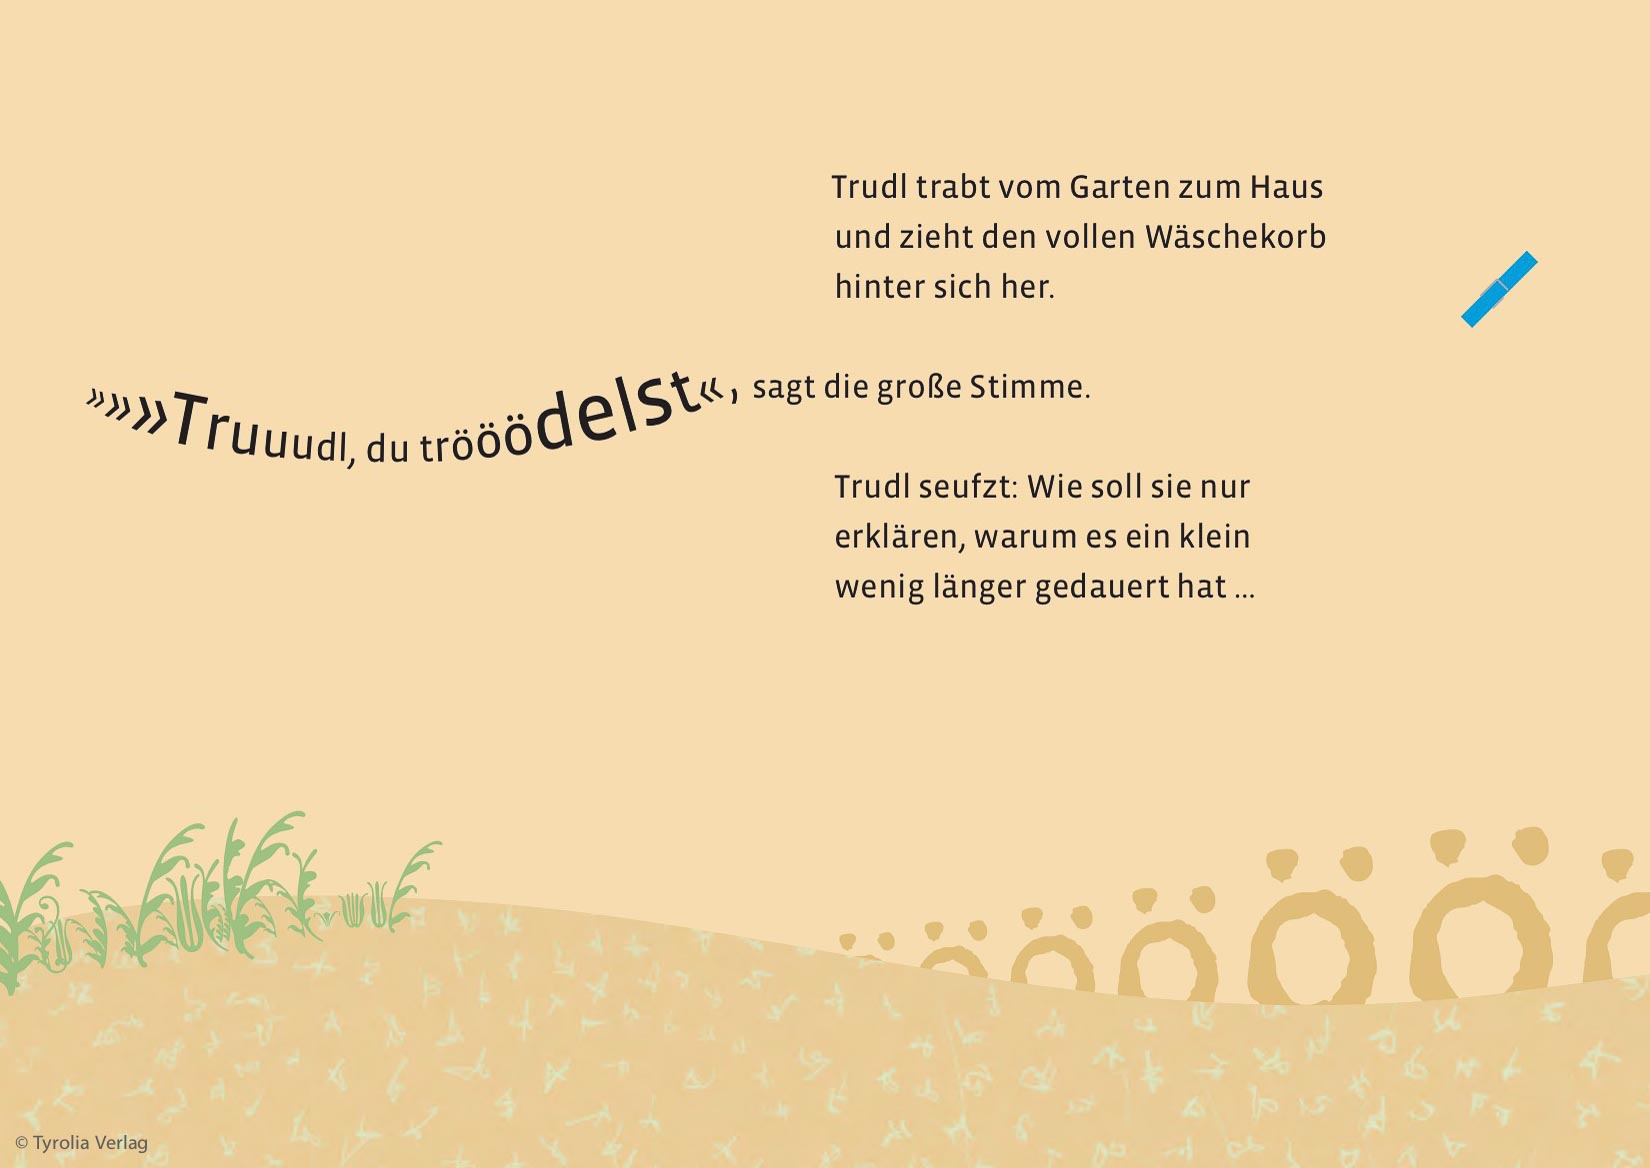 Trudl trabt vom Garten zum Haus
und zieht den vollen Wäschekorb
hinter sich her.
»»»Truuudl, du tröäödelst«, sagt die große Stimme.
Trudl seufzt: Wie soll sie nur
erklären, warum es ein klein
wenig länger gedauert hat ...
Ö Ö Ö Ö Ö Ö Ö
© Tyrolia Verlag